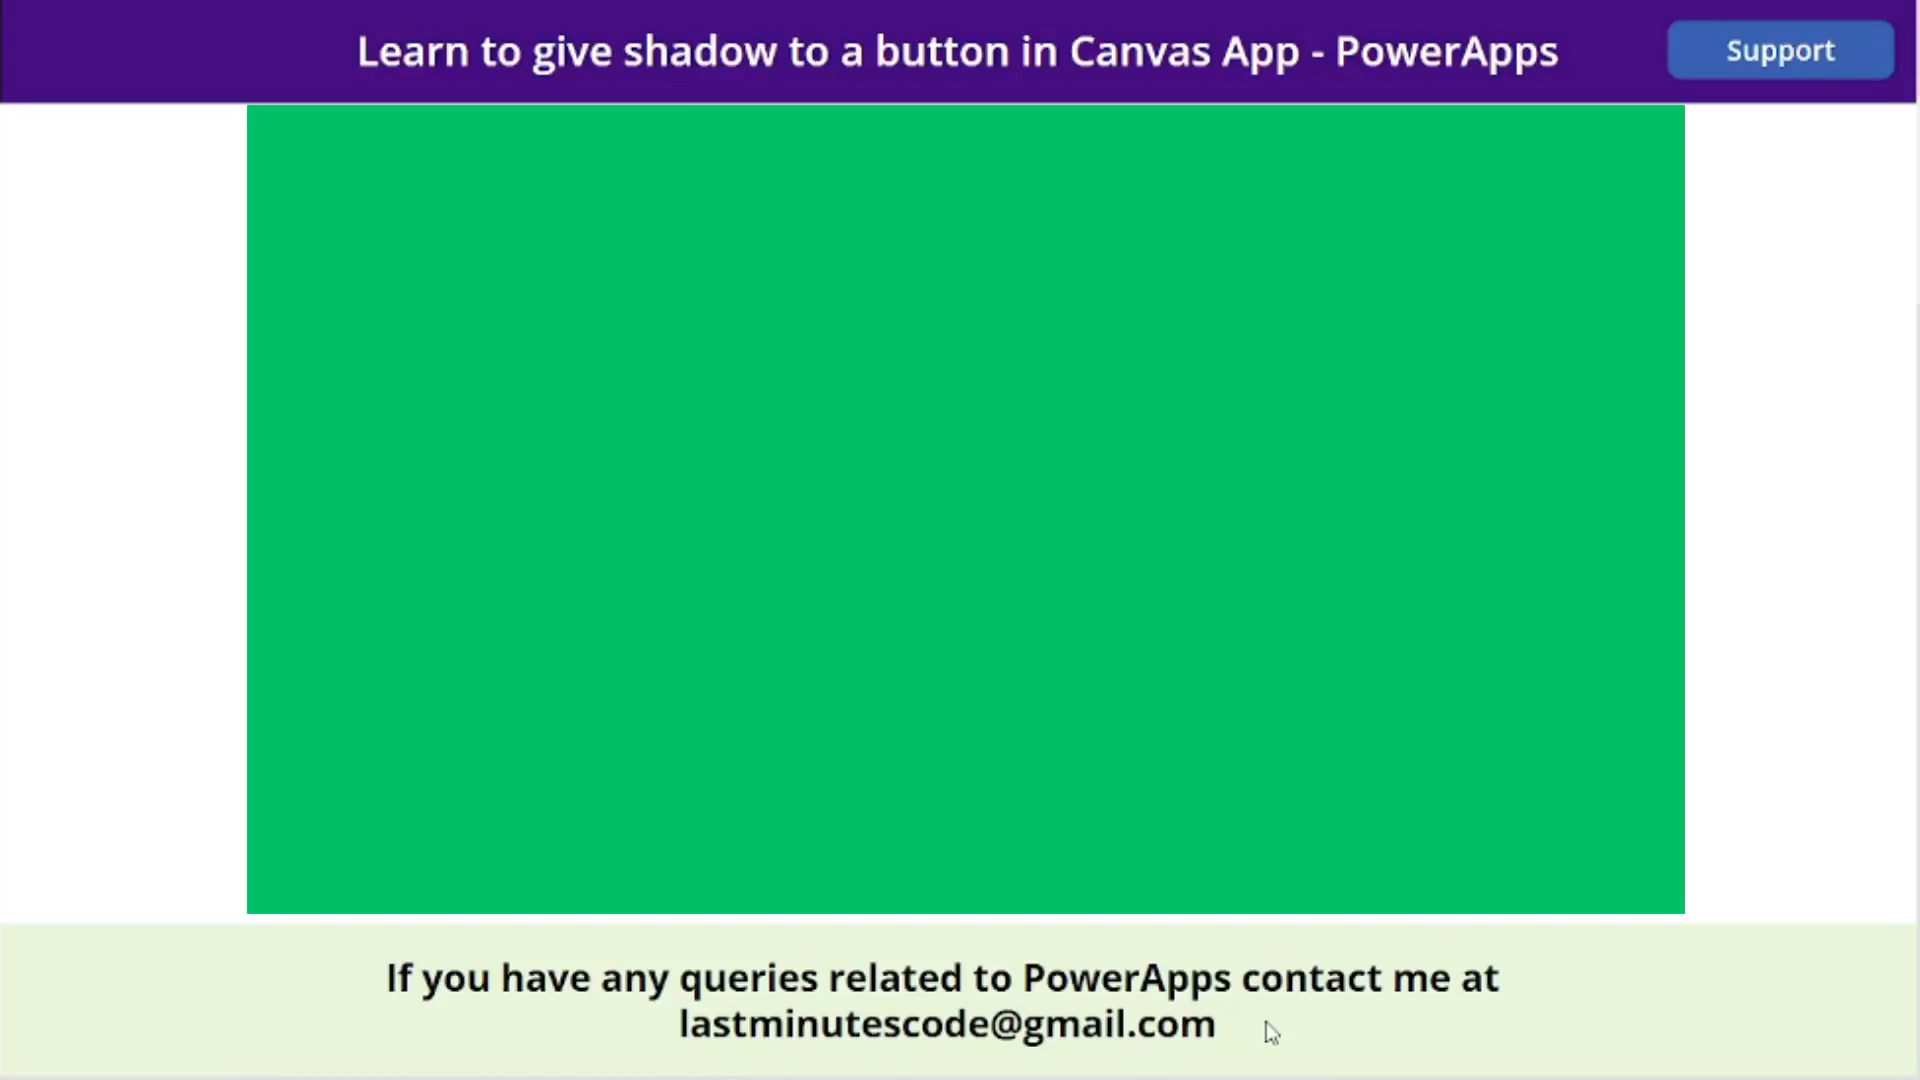 Learn to give shadow to a button in Canvas App - PowerApps
Support
If you have any queries related to PowerApps contact me at
lastminutescode@gmail.com